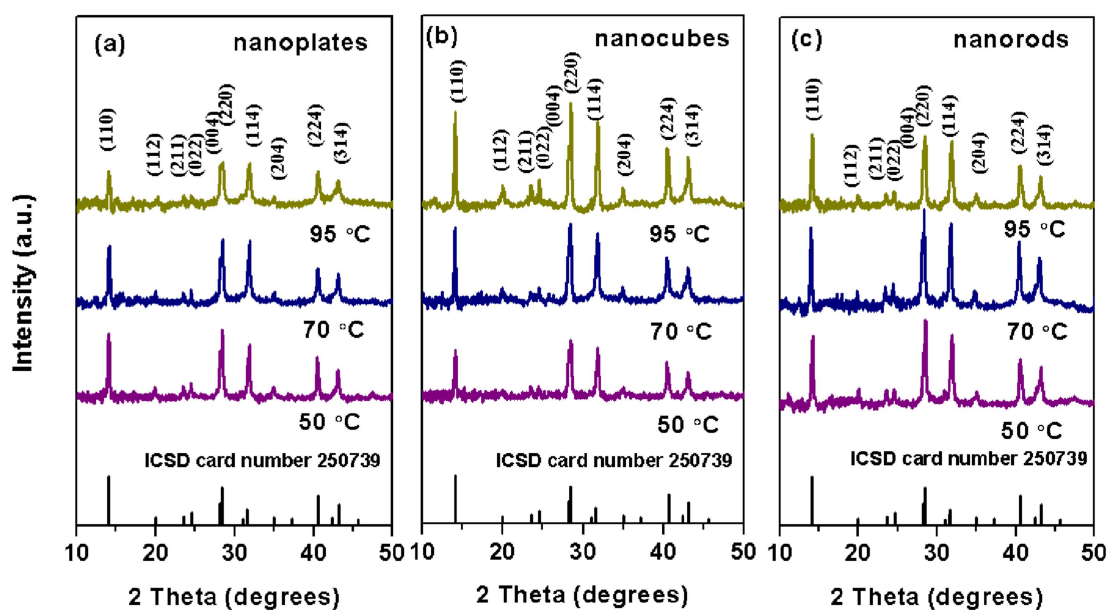 Intensity (a.u.)
(a)
nanoplates
(110)
(112)
(211)
(022)
(004)
(220)
(114)
(204)
(224)
(314)
95 °C
70 °C
50 °C
ICSD card number 250739
10 20 30 40 50
2 Theta (degrees)
(b)
nanocubes
(110)
(112)
(211)
(022)
(004)
(220)
(114)
(204)
(224)
(314)
95 °C
70 °C
50 °C
ICSD card number 250739
10 20 30 40 50
2 Theta (degrees)
(c)
nanorods
(110)
(112)
(211)
(022)
(004)
(220)
(114)
(204)
(224)
(314)
95 °C
70 °C
50 °C
ICSD card number 250739
10 20 30 40 50
2 Theta (degrees)